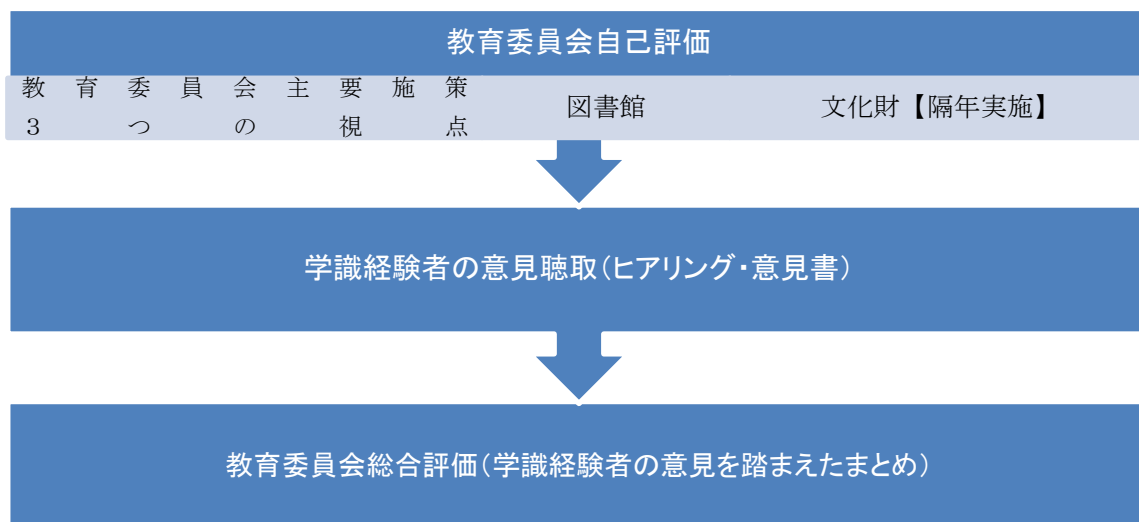 教育委員会自己評価
教育委員会の主要施策
3つの視点
図書館
文化財【隔年実施】
学識経験者の意見聴取(ヒアリング・意見書)
教育委員会総合評価(学識経験者の意見を踏まえたまとめ)